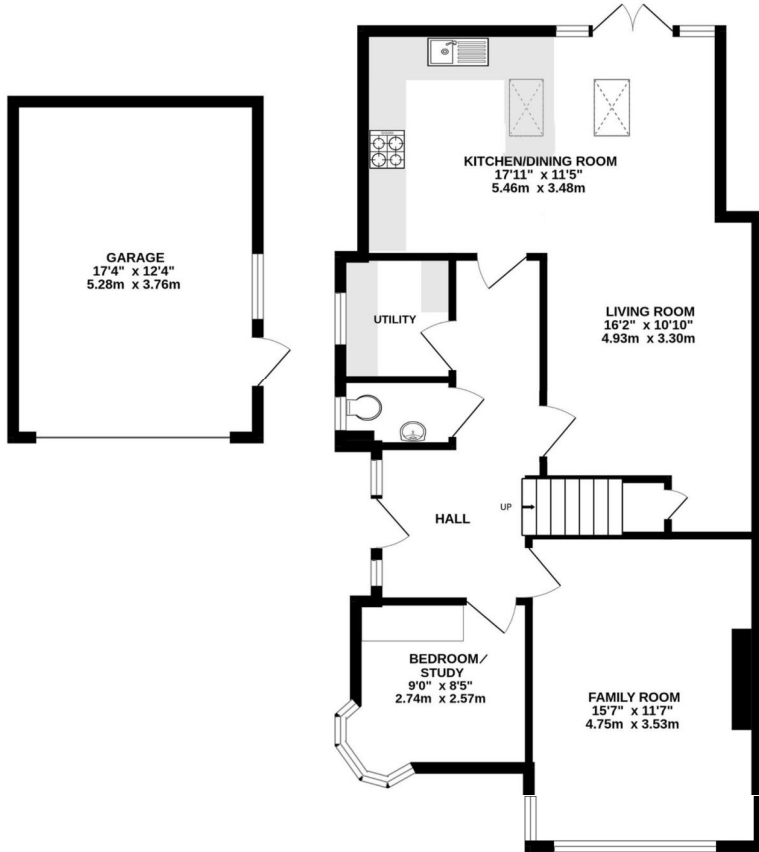 KITCHEN/DINING ROOM
17'11" x 11'5"
5.46m x 3.48m
GARAGE
17'4" x 12'4"
5.28m x 3.76m
UTILITY
LIVING ROOM
16'2" x 10'10"
4.93m x 3.30m
HALL
UP
BEDROOM/
STUDY
9'0" x 8'5"
2.74m x 2.57m
FAMILY ROOM
15'7" x 11'7"
4.75m x 3.53m